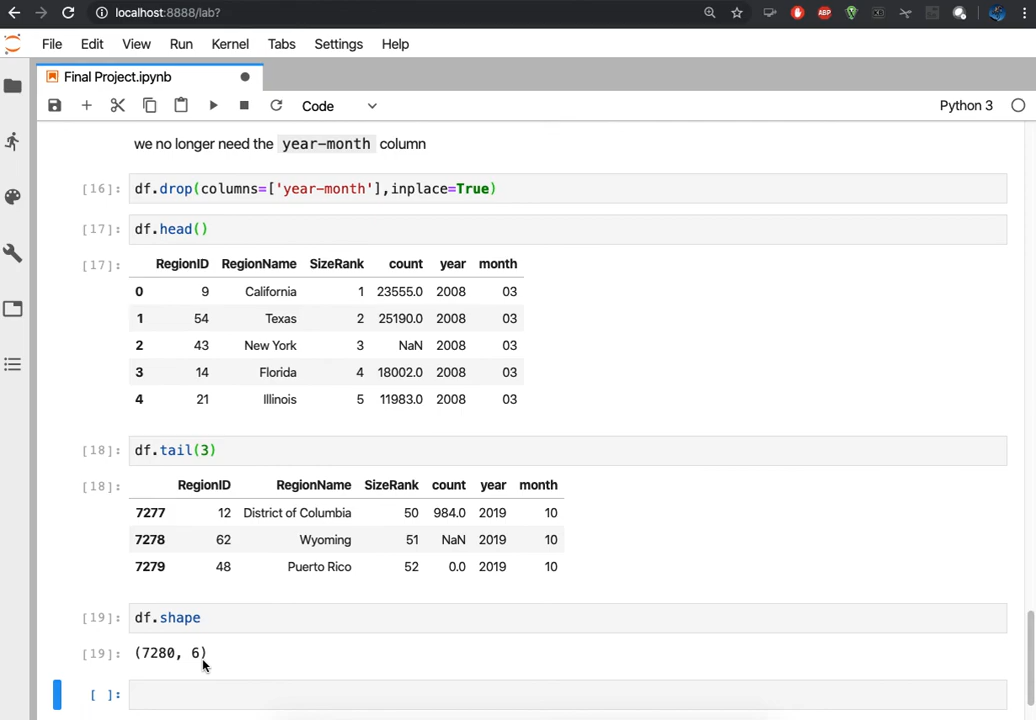 localhost:8888/lab?
ABP
File Edit View Run Kernel Tabs Settings Help
Final Project.ipynb
Code Python 3
we no longer need the year-month column
[16]: df.drop(columns=['year-month'],inplace=True)
[17]: df.head()
[17]: RegionID RegionName SizeRank count year month
0 9 California 1 23555.0 2008 03
1 54 Texas 2 25190.0 2008 03
2 43 New York 3 NaN 2008 03
3 14 Florida 4 18002.0 2008 03
4 21 Illinois 5 11983.0 2008 03
[18]: df.tail(3)
[18]: RegionID RegionName SizeRank count year month
7277 12 District of Columbia 50 984.0 2019 10
7278 62 Wyoming 51 NaN 2019 10
7279 48 Puerto Rico 52 0.0 2019 10
[19]: df.shape
[19]: (7280, 6)
[ ]: